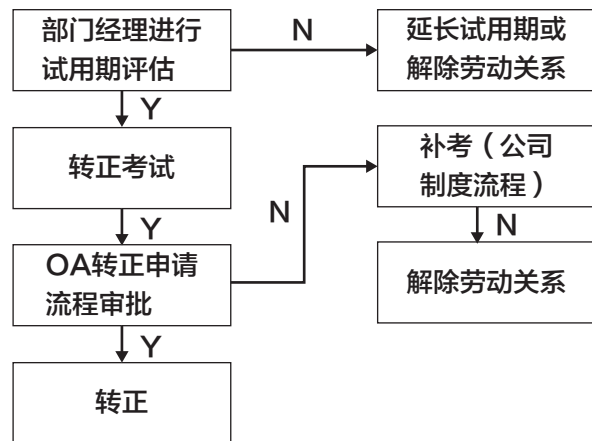 部门经理进行
试用期评估
N
延长试用期或
解除劳动关系
Y
转正考试
补考（公司
制度流程）
N
Y
N
OA转正申请
流程审批
解除劳动关系
Y
转正